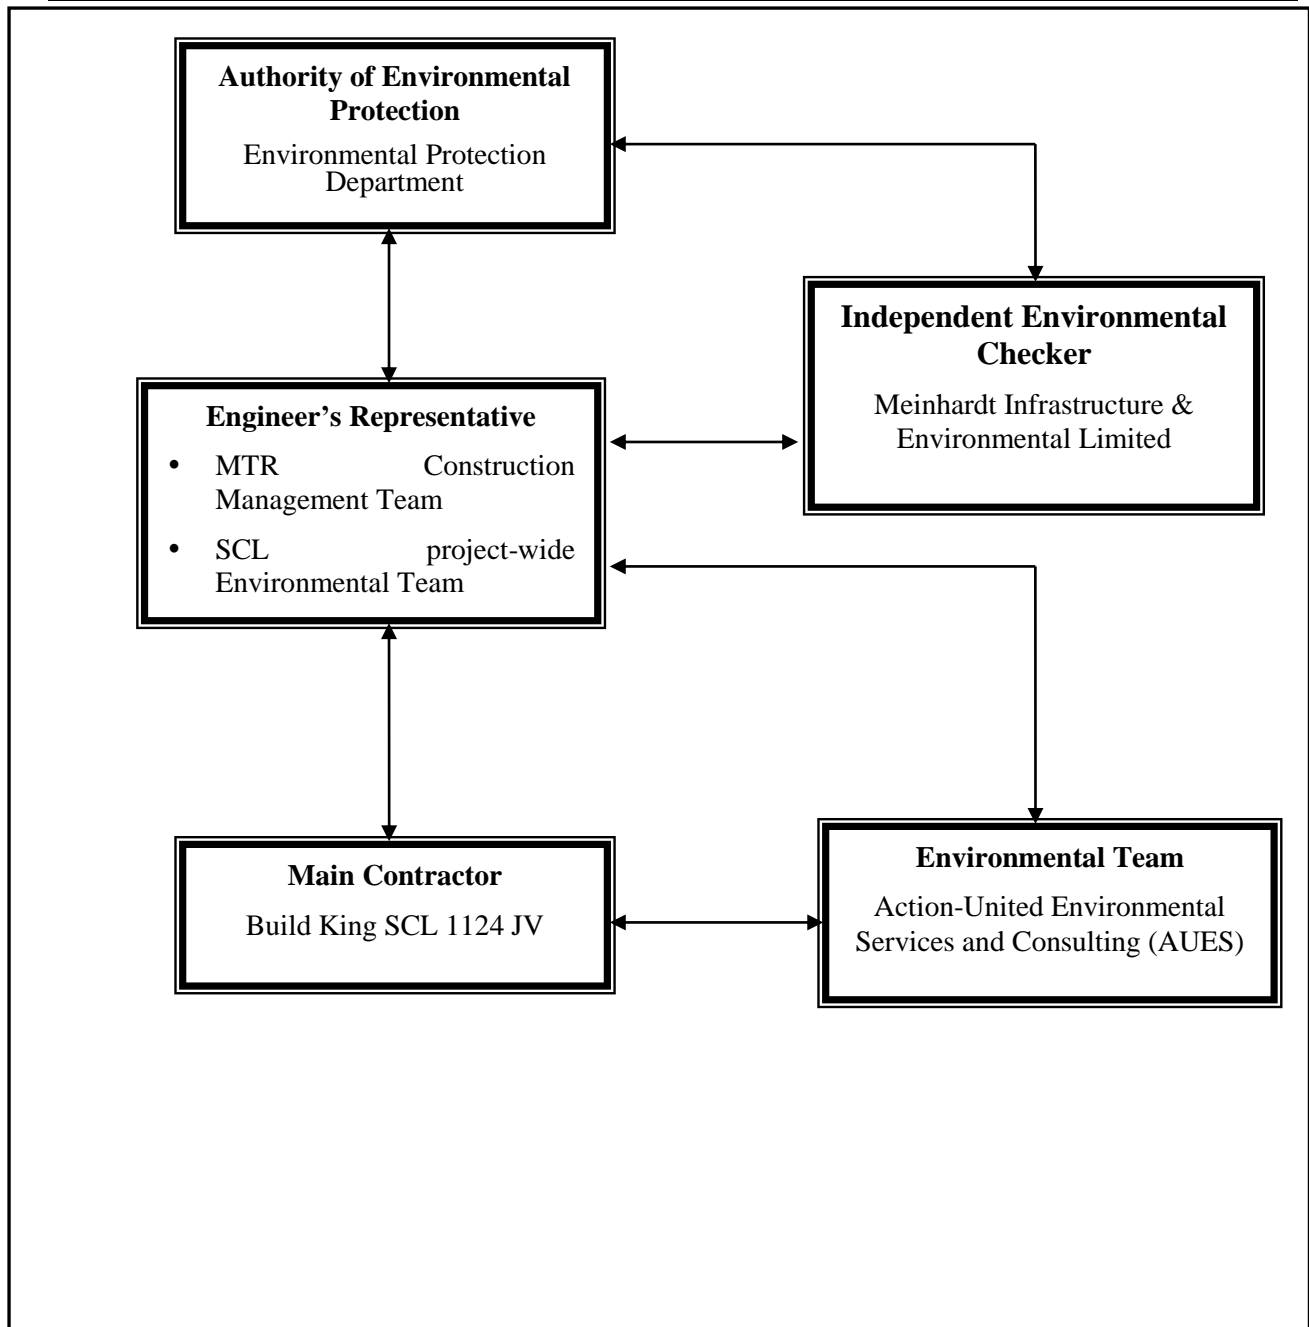 Authority of Environmental
Protection
Environmental Protection
Department
Independent Environmental
Checker
Meinhardt Infrastructure &
Environmental Limited
Engineer’s Representative
• MTR Construction
Management Team
• SCL project-wide
Environmental Team
Main Contractor
Build King SCL 1124 JV
Environmental Team
Action-United Environmental
Services and Consulting (AUES)